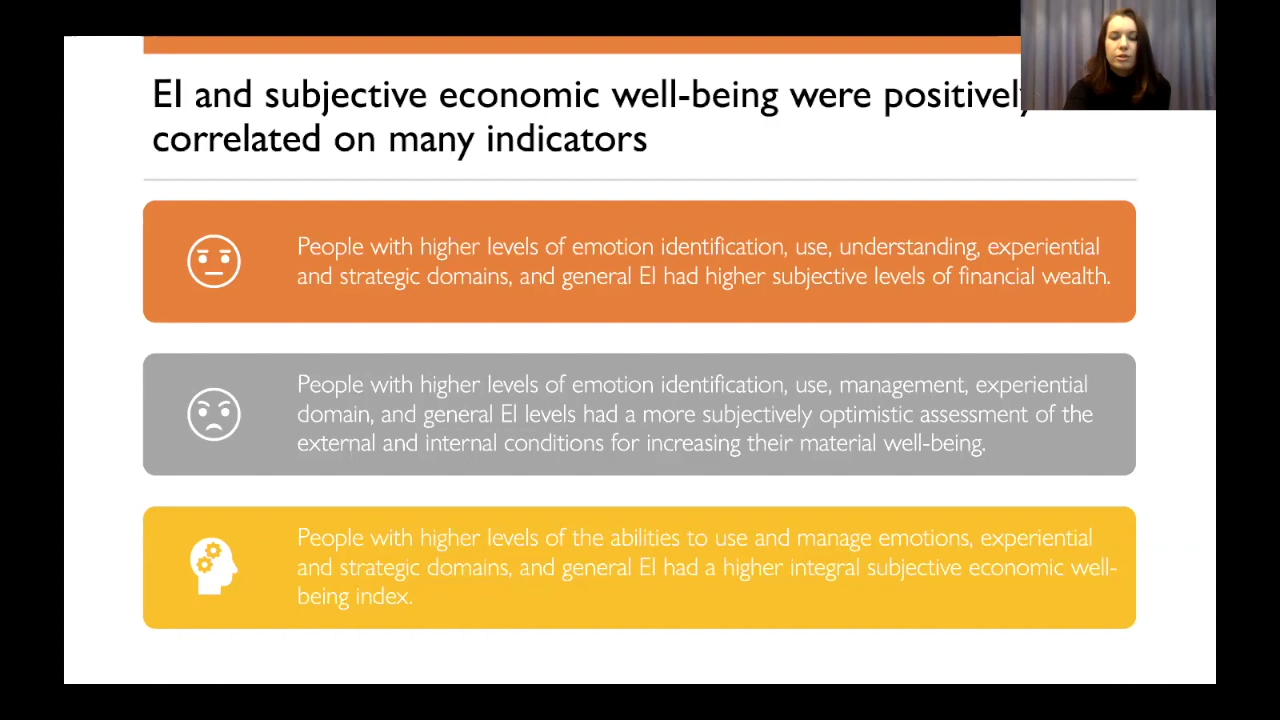 EI and subjective economic well-being were positively
correlated on many indicators
People with higher levels of emotion identification, use, understanding, experiential
and strategic domains, and general EI had higher subjective levels of financial wealth.
People with higher levels of emotion identification, use, management, experiential
domain, and general EI levels had a more subjectively optimistic assessment of the
external and internal conditions for increasing their material well-being.
People with higher levels of the abilities to use and manage emotions, experiential
and strategic domains, and general EI had a higher integral subjective economic well-
being index.